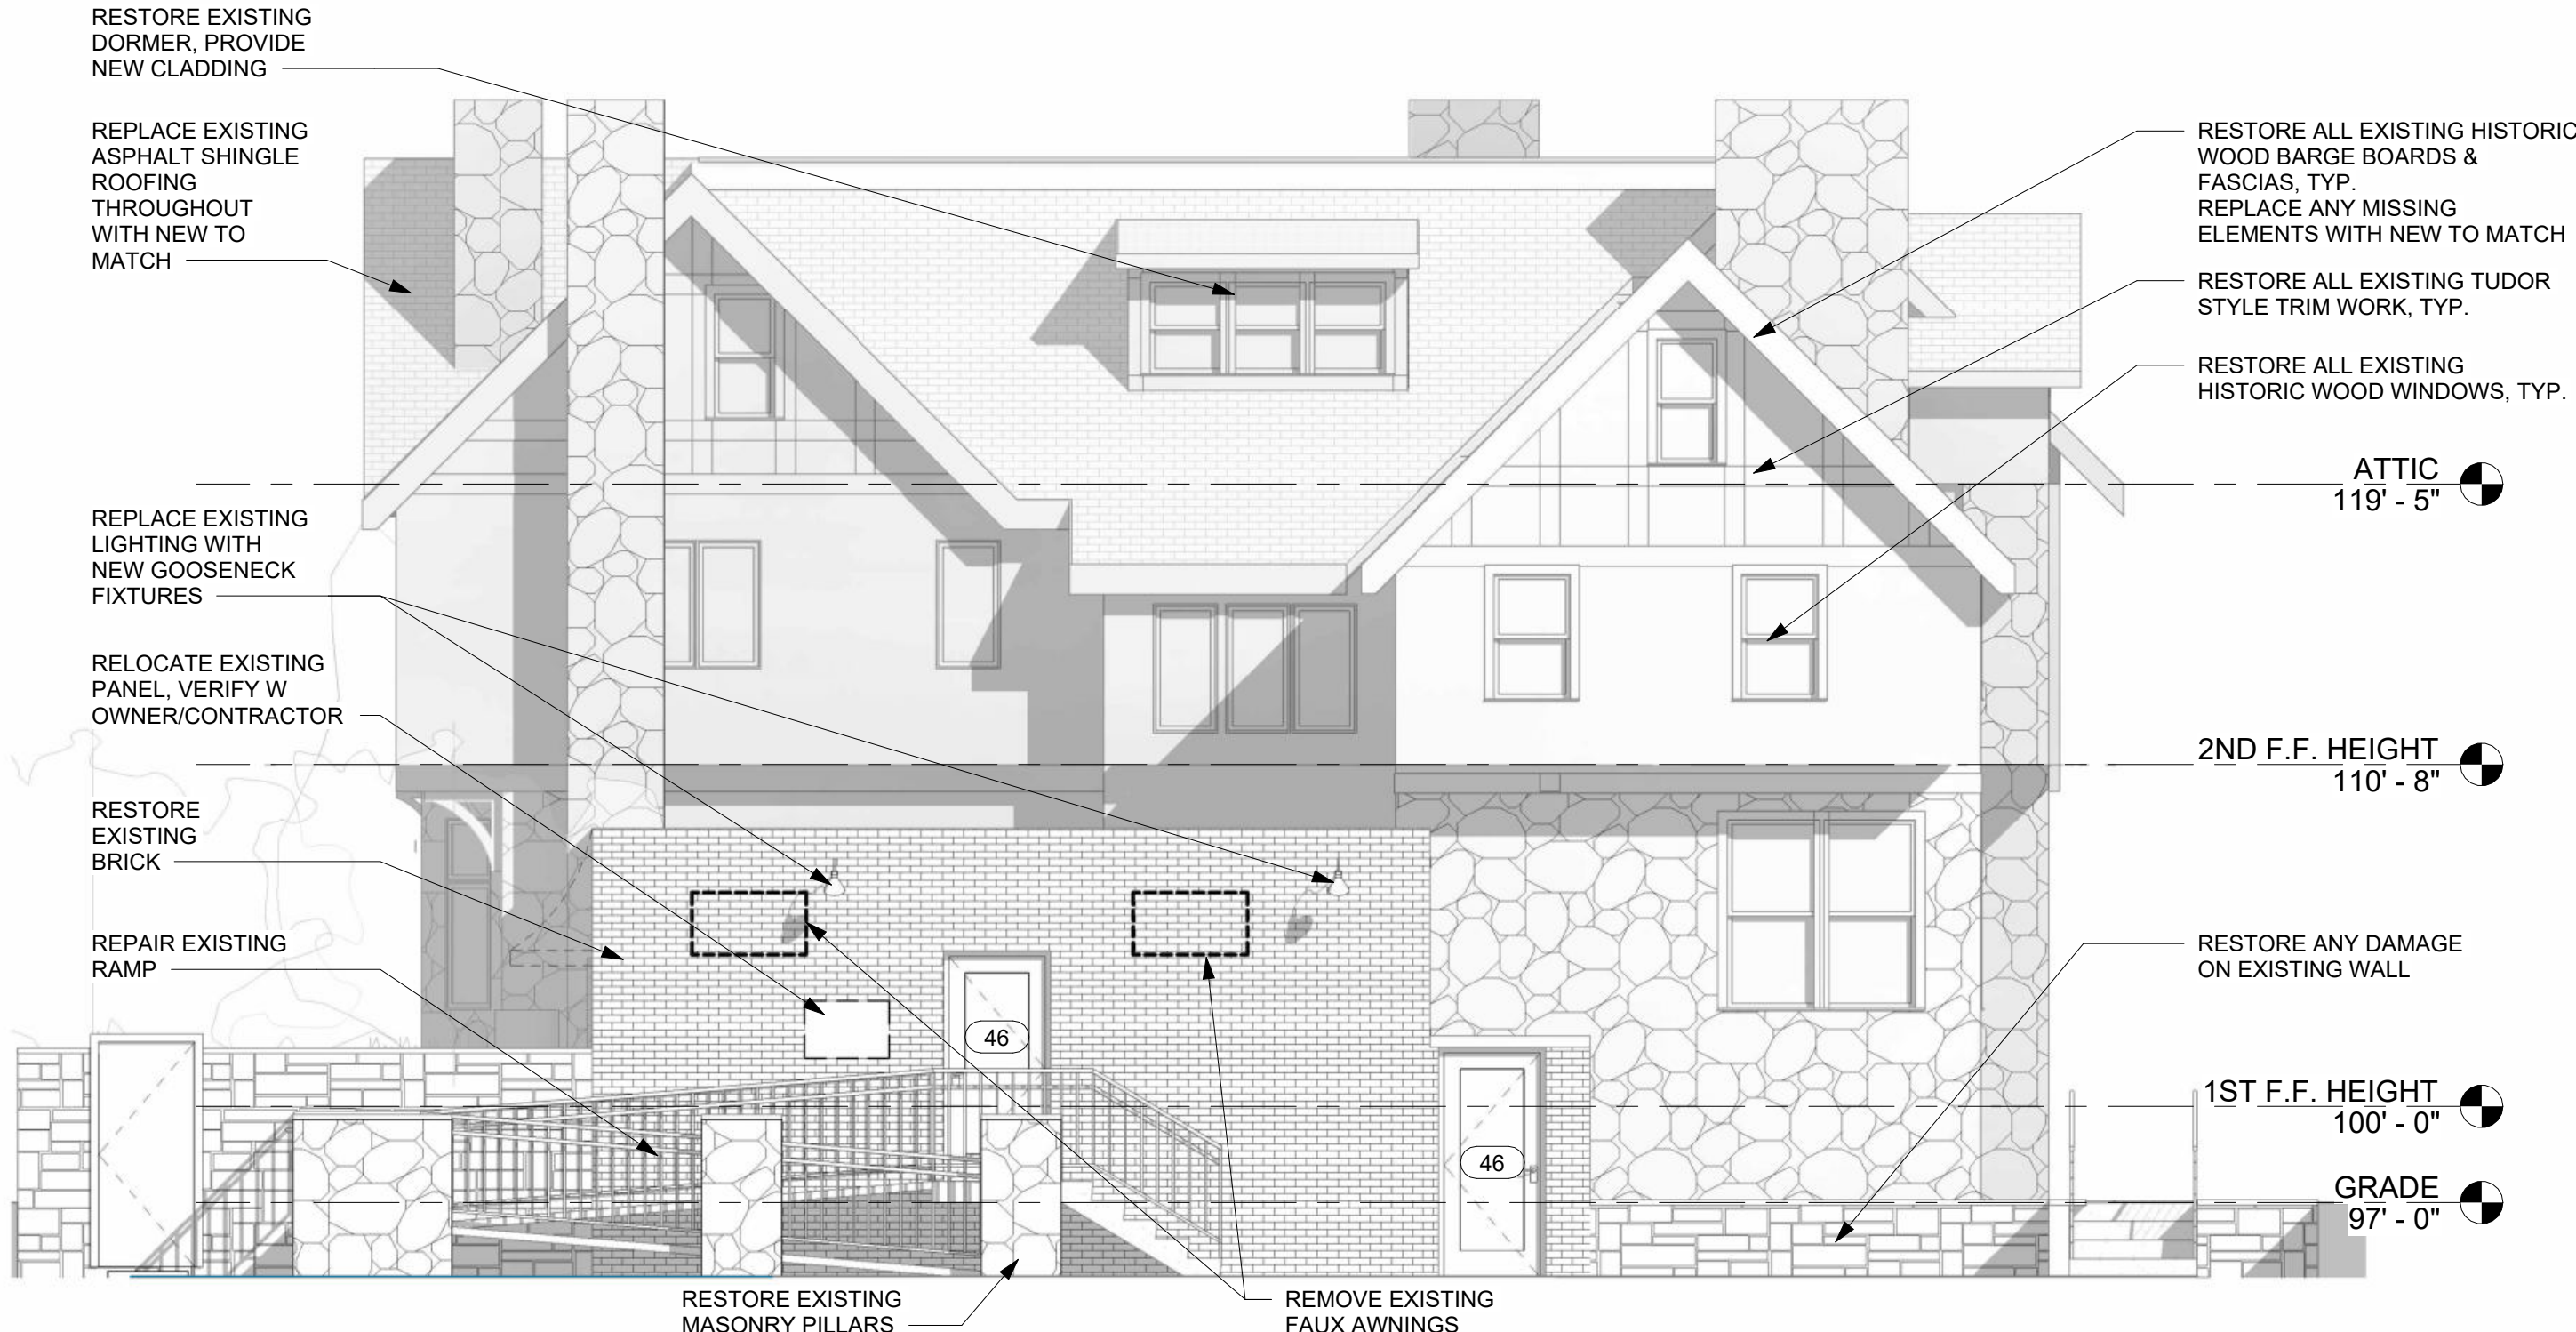 RESTORE EXISTING
DORMER, PROVIDE
NEW CLADDING
REPLACE EXISTING
ASPHALT SHINGLE
ROOFING
THROUGHOUT
WITH NEW TO
MATCH
REPLACE EXISTING
LIGHTING WITH
NEW GOOSENECK
FIXTURES
RELOCATE EXISTING
PANEL, VERIFY W
OWNER/CONTRACTOR
RESTORE
EXISTING
BRICK
REPAIR EXISTING
RAMP
46
46
RESTORE EXISTING
MASONRY PILLARS
REMOVE EXISTING
FAUX AWNINGS
RESTORE ALL EXISTING HISTORIC
WOOD BARGE BOARDS &
FASCIAS, TYP.
REPLACE ANY MISSING
ELEMENTS WITH NEW TO MATCH
RESTORE ALL EXISTING TUDOR
STYLE TRIM WORK, TYP.
RESTORE ALL EXISTING
HISTORIC WOOD WINDOWS, TYP.
ATTIC
119' - 5"
2ND F.F. HEIGHT
110' - 8"
RESTORE ANY DAMAGE
ON EXISTING WALL
1ST F.F. HEIGHT
100' - 0"
GRADE
97' - 0"